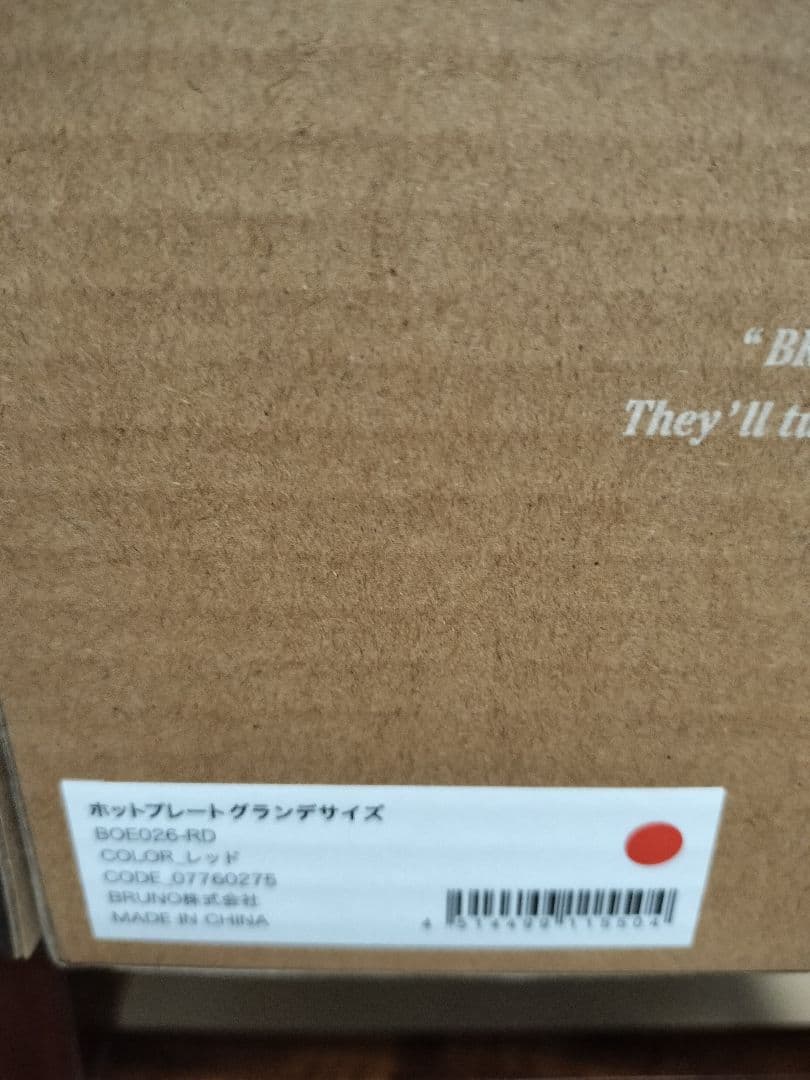 “ BR
They’ll tu
ホットプレートグランデサイズ
BOE026-RD
COLOR_レッド
CODE_07760275
BRUNO株式会社
MADE IN CHINA